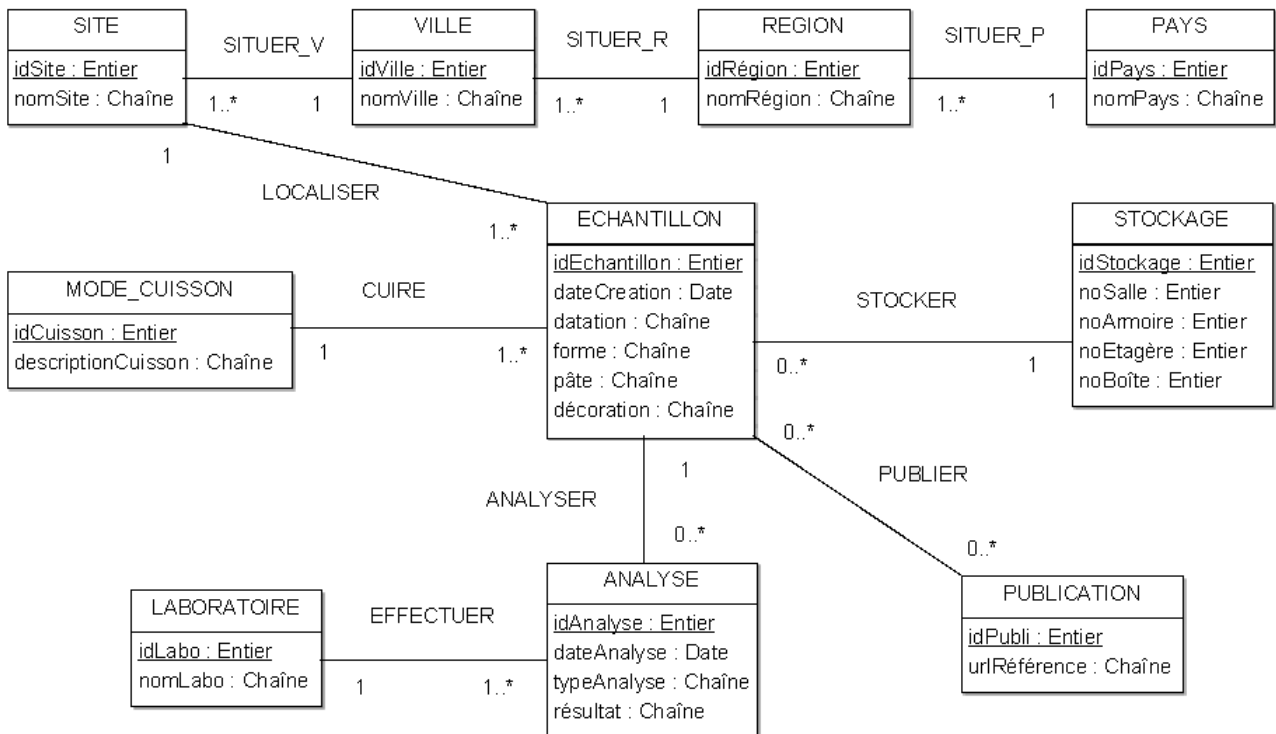 SITE
idSite : Entier
nomSite : Chaîne
SITUER_V
1..*
1
VILLE
idVille : Entier
nomVille : Chaîne
SITUER_R
1..*
1
REGION
idRégion : Entier
nomRégion : Chaîne
SITUER_P
1..*
1
PAYS
idPays : Entier
nomPays : Chaîne
1
LOCALISER
1..*
ECHANTILLON
idEchantillon : Entier
dateCreation : Date
datation : Chaîne
forme : Chaîne
pâte : Chaîne
décoration : Chaîne
MODE_CUISSON
idCuisson : Entier
descriptionCuisson : Chaîne
CUIRE
1
1..*
STOCKER
0..*
1
STOCKAGE
idStockage : Entier
noSalle : Entier
noArmoire : Entier
noEtagère : Entier
noBoîte : Entier
0..*
PUBLIER
0..*
PUBLICATION
idPubli : Entier
urlRéférence : Chaîne
1
ANALYSER
0..*
ANALYSE
idAnalyse : Entier
dateAnalyse : Date
typeAnalyse : Chaîne
résultat : Chaîne
LABORATOIRE
idLabo : Entier
nomLabo : Chaîne
EFFECTUER
1
1..*